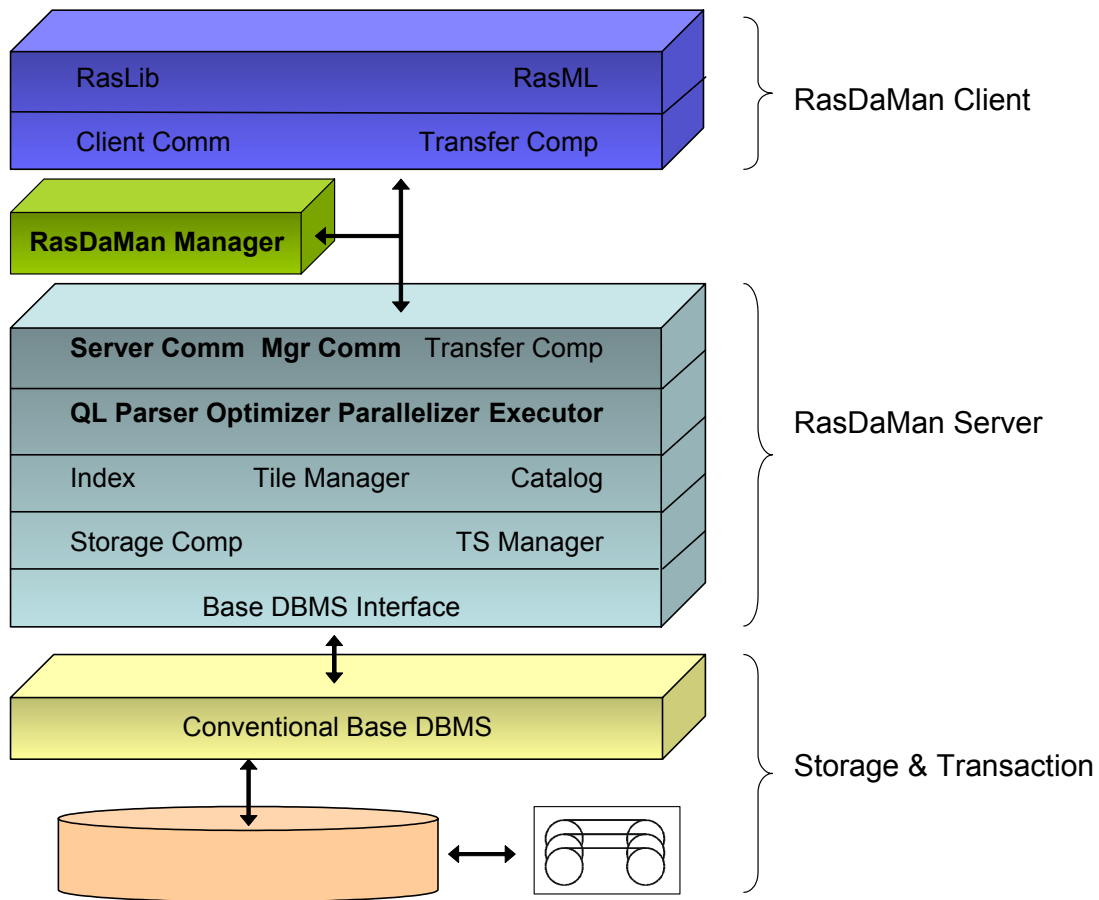 RasLib RasML
RasDaMan Client
Client Comm Transfer Comp
RasDaMan Manager
Server Comm Mgr Comm Transfer Comp
QL Parser Optimizer Parallelizer Executor
RasDaMan Server
Index Tile Manager Catalog
Storage Comp TS Manager
Base DBMS Interface
Conventional Base DBMS
Storage & Transaction